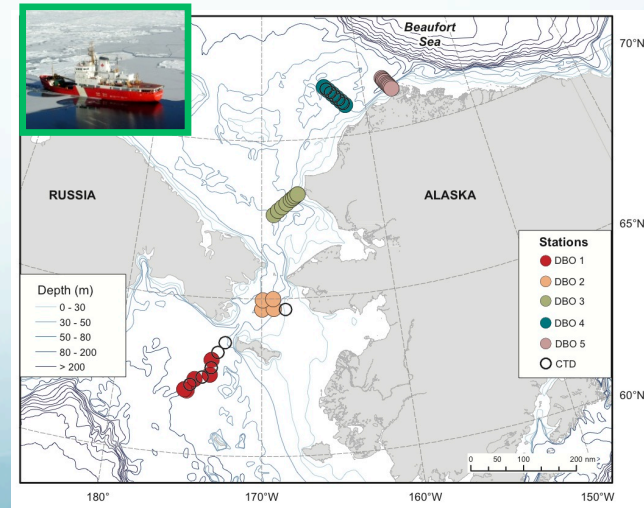 Beaufort
Sea
70°N
RUSSIA
ALASKA
65°N
Stations
DBO 1
DBO 2
DBO 3
DBO 4
DBO 5
CTD
Depth (m)
0 - 30
30 - 50
50 - 80
80 - 200
> 200
60°N
0 50 100 200 nm
180°
170°W
160°W
150°W